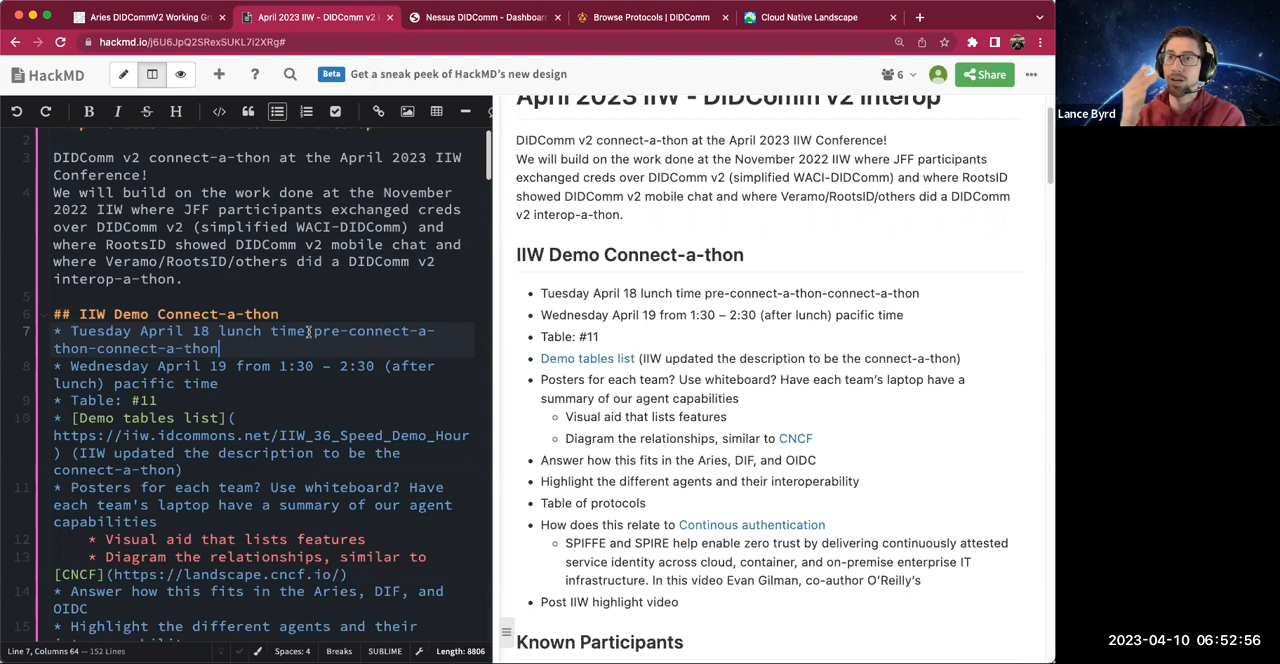 Aries DIDCommV2 Working Gr
April 2023 IIW - DIDComm v2
Nessus DIDComm - Dashboar
Browse Protocols | DIDComm
Cloud Native Landscape
hackmd.io/j6U6JpQ2SRexSUKL7i2XRg#
HackMD
Beta Get a sneak peek of HackMD's new design
6
Share
B I S H
2
3 DIDComm v2 connect-a-thon at the April 2023 IIW
Conference!
4 We will build on the work done at the November
2022 IIW where JFF participants exchanged creds
over DIDComm v2 (simplified WACI-DIDComm) and
where RootsID showed DIDComm v2 mobile chat and
where Veramo/RootsID/others did a DIDComm v2
interop-a-thon.
5
6 ## IIW Demo Connect-a-thon
7 * Tuesday April 18 lunch time pre-connect-a-
thon-connect-a-thon
8 * Wednesday April 19 from 1:30 – 2:30 (after
lunch) pacific time
9 * Table: #11
10 * [Demo tables list](
https://iiw.idcommons.net/IIW_36_Speed_Demo_Hour
) (IIW updated the description to be the
connect-a-thon)
11 * Posters for each team? Use whiteboard? Have
each team's laptop have a summary of our agent
capabilities
12 * Visual aid that lists features
13 * Diagram the relationships, similar to
[CNCF](https://landscape.cncf.io/)
14 * Answer how this fits in the Aries, DIF, and
OIDC
15 * Highlight the different agents and their
Line 7, Columns 64 — 152 Lines
Spaces: 4
Breaks
SUBLIME
Length: 8806
April 2023 IIW - DIDComm v2 Interop
DIDComm v2 connect-a-thon at the April 2023 IIW Conference!
We will build on the work done at the November 2022 IIW where JFF participants
exchanged creds over DIDComm v2 (simplified WACI-DIDComm) and where RootsID
showed DIDComm v2 mobile chat and where Veramo/RootsID/others did a DIDComm
v2 interop-a-thon.
IIW Demo Connect-a-thon
• Tuesday April 18 lunch time pre-connect-a-thon-connect-a-thon
• Wednesday April 19 from 1:30 – 2:30 (after lunch) pacific time
• Table: #11
• Demo tables list (IIW updated the description to be the connect-a-thon)
• Posters for each team? Use whiteboard? Have each team's laptop have a
summary of our agent capabilities
○ Visual aid that lists features
○ Diagram the relationships, similar to CNCF
• Answer how this fits in the Aries, DIF, and OIDC
• Highlight the different agents and their interoperability
• Table of protocols
• How does this relate to Continous authentication
○ SPIFFE and SPIRE help enable zero trust by delivering continuously attested
service identity across cloud, container, and on-premise enterprise IT
infrastructure. In this video Evan Gilman, co-author O'Reilly's
• Post IIW highlight video
Known Participants
Lance Byrd
2023-04-10 06:52:56